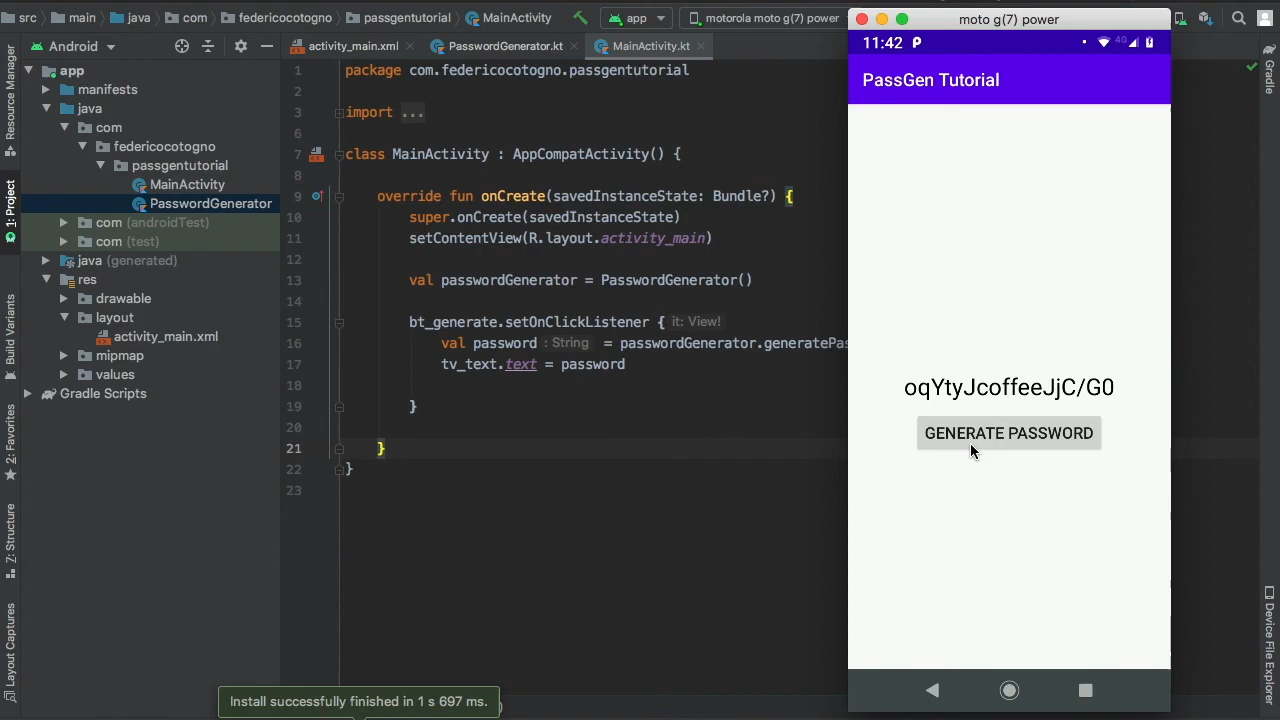 src
main
java
com
federicocotogno
passgentutorial
MainActivity
app
motorola moto g(7) power
Android
activity_main.xml
PasswordGenerator.kt
MainActivity.kt
Resource Manager
1: Project
Build Variants
2: Favorites
Z: Structure
Layout Captures
app
manifests
java
com
federicocotogno
passgentutorial
MainActivity
PasswordGenerator
com (androidTest)
com (test)
java (generated)
res
drawable
layout
activity_main.xml
mipmap
values
Gradle Scripts
1 package com.federicocotogno.passgentutorial
2
3 import ...
6
7 class MainActivity : AppCompatActivity() {
8
9 override fun onCreate(savedInstanceState: Bundle?) {
10 super.onCreate(savedInstanceState)
11 setContentView(R.layout.activity_main)
12
13 val passwordGenerator = PasswordGenerator()
14
15 bt_generate.setOnClickListener { it: View!
16 val password : String = passwordGenerator.generatePas
17 tv_text.text = password
18
19 }
20
21 }
22 }
23
Install successfully finished in 1 s 697 ms.
moto g(7) power
11:42
4G
PassGen Tutorial
oqYtyJcoffeeJjC/G0
GENERATE PASSWORD
Gradle
Device File Explorer